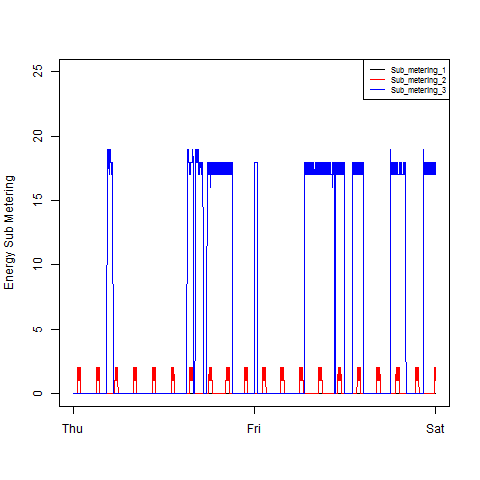 25
20
15
10
5
0
Energy Sub Metering
Sub_metering_1
Sub_metering_2
Sub_metering_3
Thu
Fri
Sat